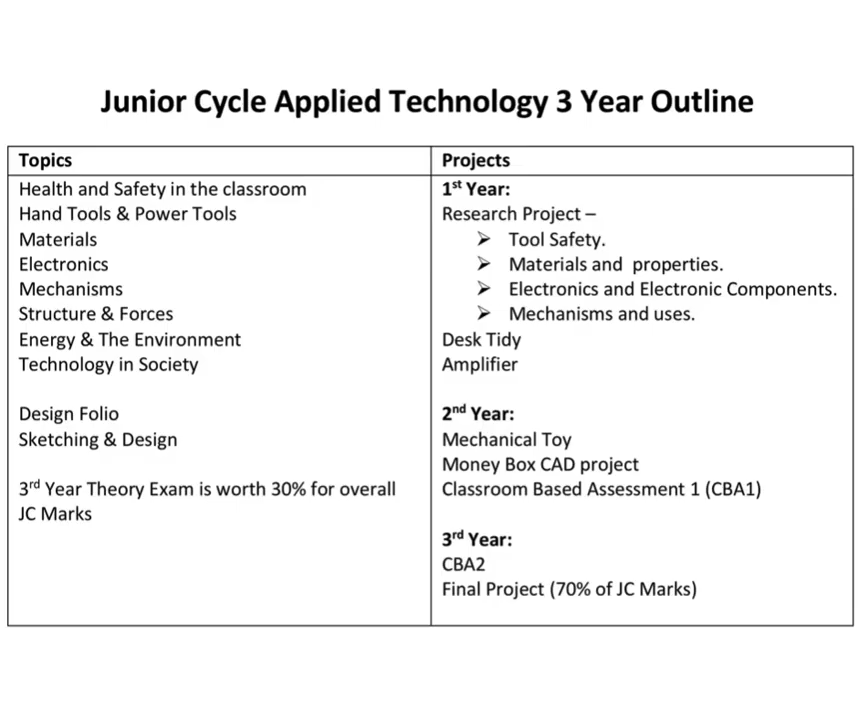 Junior Cycle Applied Technology 3 Year Outline
Topics
Health and Safety in the classroom
Hand Tools & Power Tools
Materials
Electronics
Mechanisms
Structure & Forces
Energy & The Environment
Technology in Society
Design Folio
Sketching & Design
3rd Year Theory Exam is worth 30% for overall
JC Marks
Projects
1st Year:
Research Project –
➢ Tool Safety.
➢ Materials and  properties.
➢ Electronics and Electronic Components.
➢ Mechanisms and uses.
Desk Tidy
Amplifier
2nd Year:
Mechanical Toy
Money Box CAD project
Classroom Based Assessment 1 (CBA1)
3rd Year:
CBA2
Final Project (70% of JC Marks)